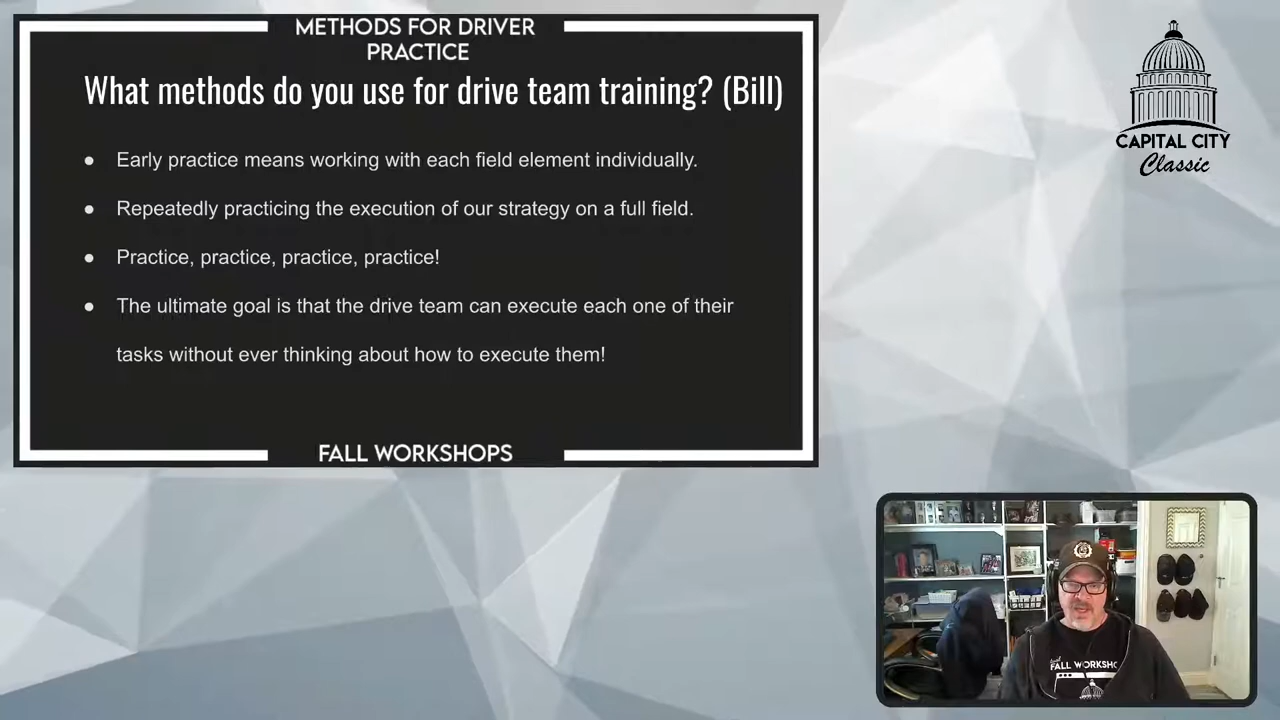 METHODS FOR DRIVER
PRACTICE
What methods do you use for drive team training? (Bill)
● Early practice means working with each field element individually.
● Repeatedly practicing the execution of our strategy on a full field.
● Practice, practice, practice, practice!
● The ultimate goal is that the drive team can execute each one of their
tasks without ever thinking about how to execute them!
FALL WORKSHOPS
CAPITAL CITY
Classic
FALL WORKSHO